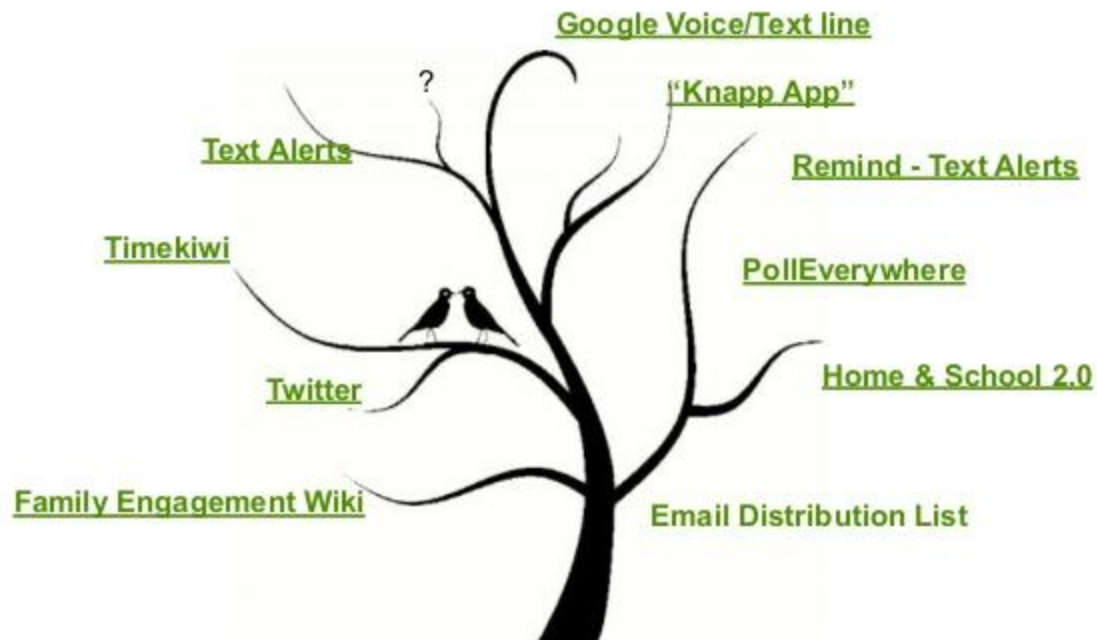 Google Voice/Text line
?
“Knapp App”
Text Alerts
Remind - Text Alerts
Timekiwi
PollEverywhere
Home & School 2.0
Twitter
Family Engagement Wiki
Email Distribution List